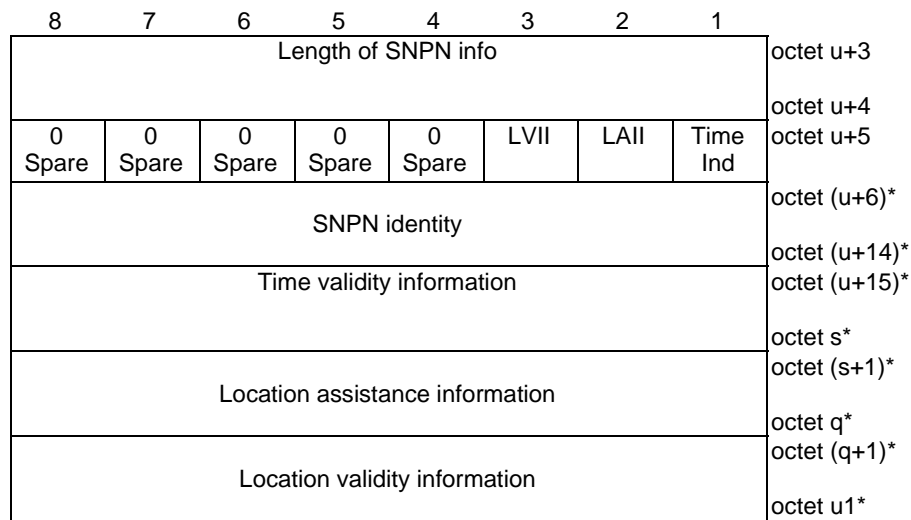 8 7 6 5 4 3 2 1
Length of SNPN info octet u+3
octet u+4
0 0 0 0 0 LVII LAII Time octet u+5
Spare Spare Spare Spare Spare Ind
octet (u+6)*
SNPN identity
octet (u+14)*
Time validity information octet (u+15)*
octet s*
octet (s+1)*
Location assistance information
octet q*
octet (q+1)*
Location validity information
octet u1*